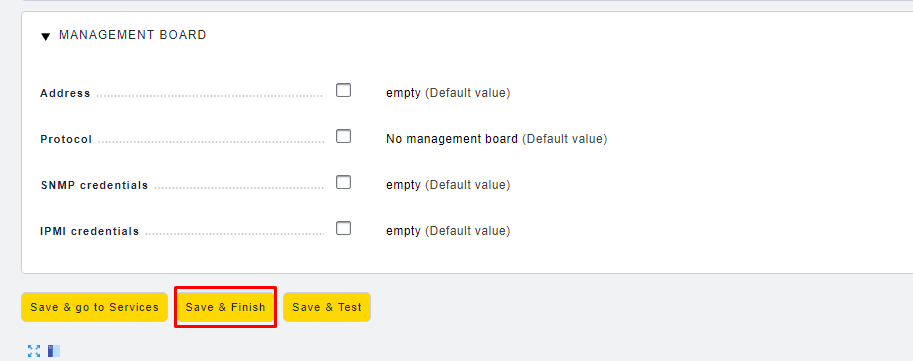 MANAGEMENT BOARD
Address empty (Default value)
Protocol No management board (Default value)
SNMP credentials empty (Default value)
IPMI credentials empty (Default value)
Save & go to Services Save & Finish Save & Test